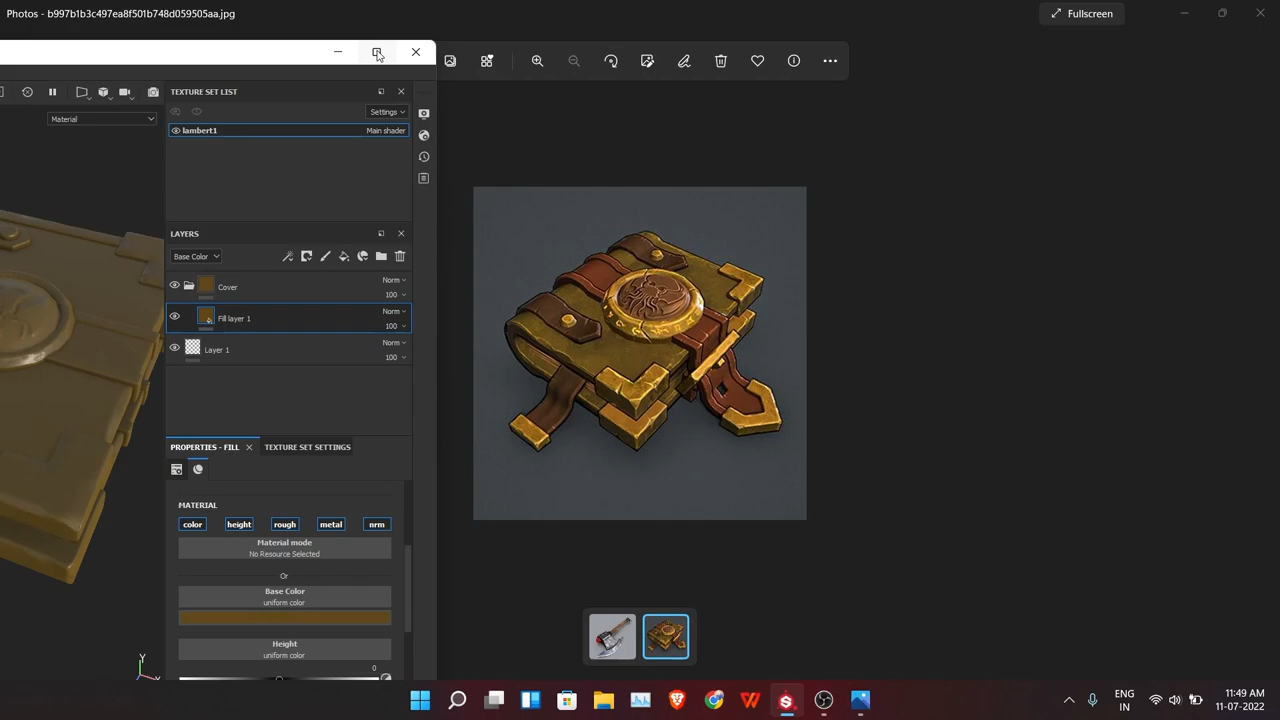 Photos - b997b1b3c497ea8f501b748d059505aa.jpg
Fullscreen
TEXTURE SET LIST
Settings
Material
lambert1
Main shader
LAYERS
Base Color
Cover
Norm
100
Fill layer 1
Norm
100
Layer 1
Norm
100
PROPERTIES - FILL
TEXTURE SET SETTINGS
MATERIAL
color
height
rough
metal
nrm
Material mode
No Resource Selected
Or
Base Color
uniform color
Height
uniform color
0
Y
ENG
IN
11:49 AM
11-07-2022